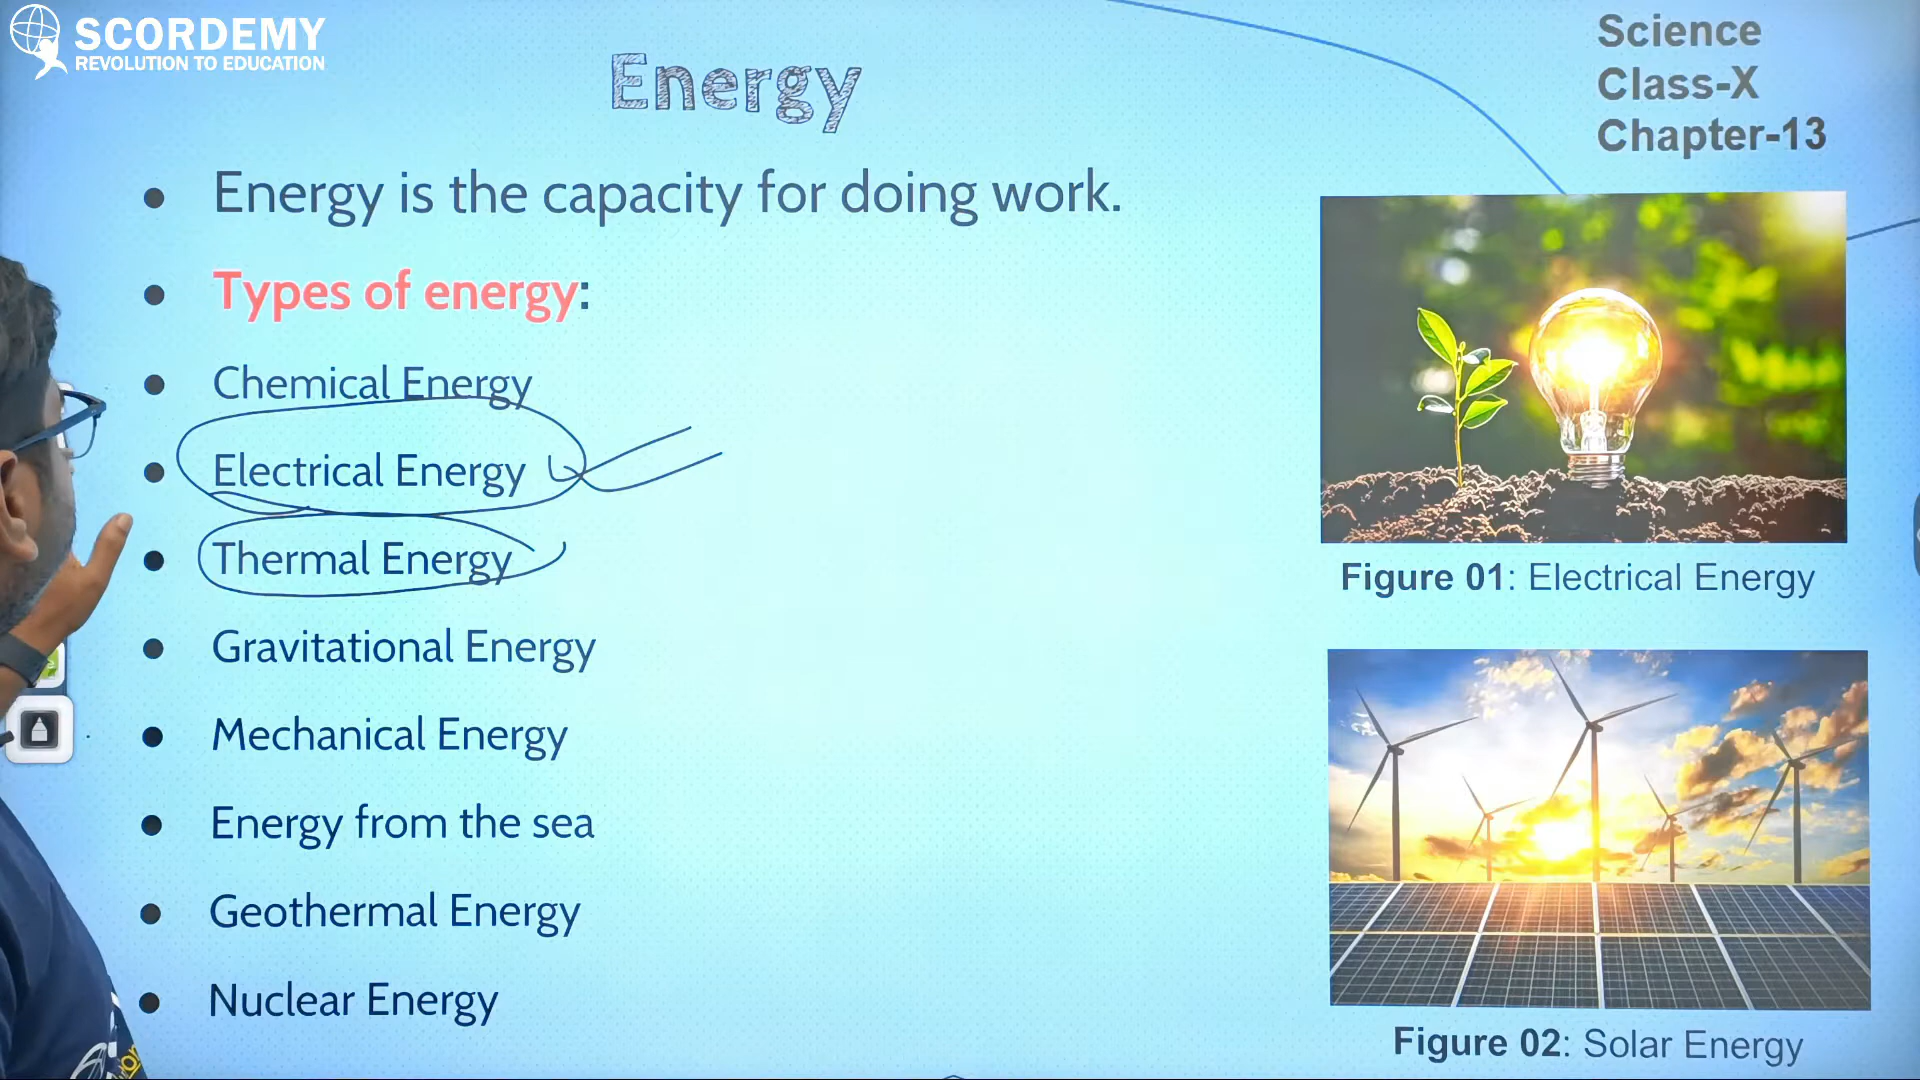 SCORDEMY
REVOLUTION TO EDUCATION
Energy
Science
Class-X
Chapter-13
• Energy is the capacity for doing work.
• Types of energy:
• Chemical Energy
• Electrical Energy
• Thermal Energy
• Gravitational Energy
• Mechanical Energy
• Energy from the sea
• Geothermal Energy
• Nuclear Energy
Figure 01: Electrical Energy
Figure 02: Solar Energy